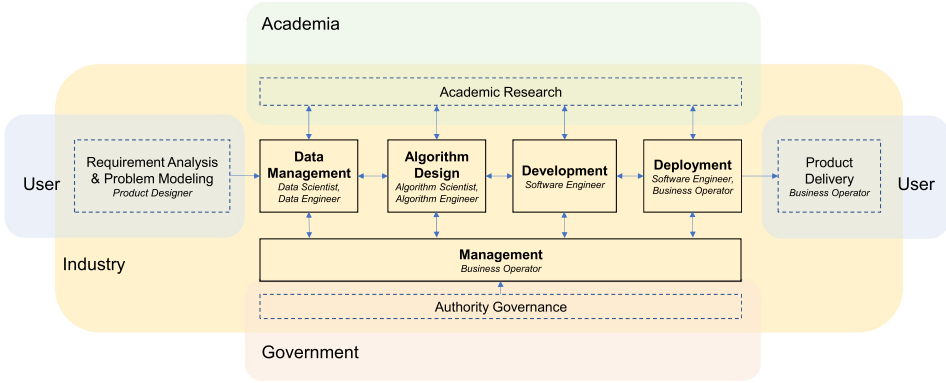 Academia
Academic Research
User
Requirement Analysis
& Problem Modeling
Product Designer
Data
Management
Data Scientist,
Data Engineer
Algorithm
Design
Algorithm Scientist,
Algorithm Engineer
Development
Software Engineer
Deployment
Software Engineer,
Business Operator
Product
Delivery
Business Operator
User
Industry
Management
Business Operator
Authority Governance
Government